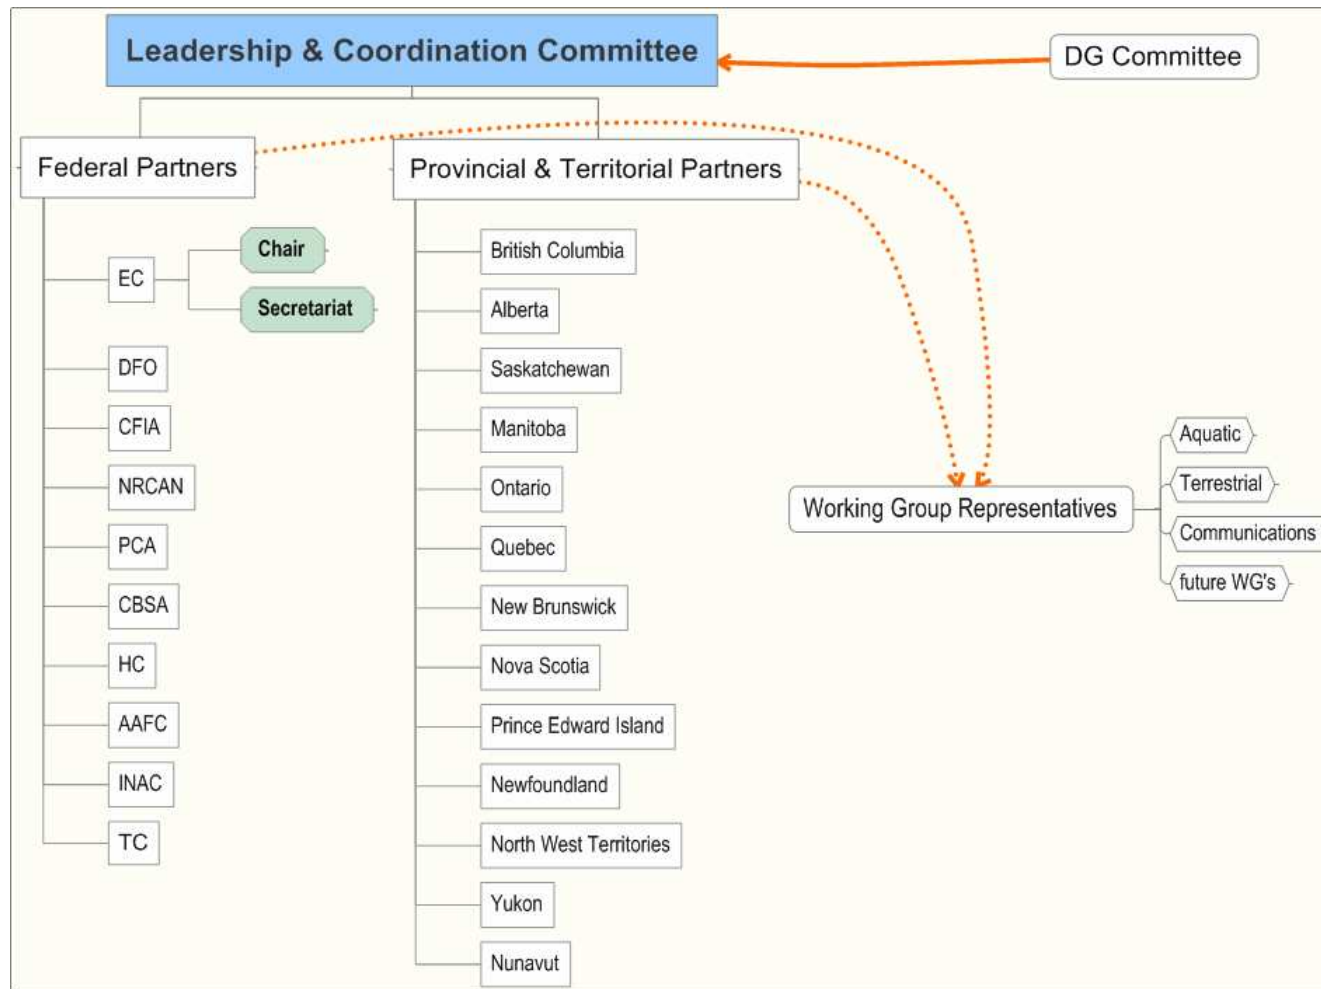 Leadership & Coordination Committee
DG Committee
Federal Partners
Provincial & Territorial Partners
EC
Chair
Secretariat
DFO
CFIA
NRCAN
PCA
CBSA
HC
AAFC
INAC
TC
British Columbia
Alberta
Saskatchewan
Manitoba
Ontario
Quebec
New Brunswick
Nova Scotia
Prince Edward Island
Newfoundland
North West Territories
Yukon
Nunavut
Working Group Representatives
Aquatic
Terrestrial
Communications
future WG's